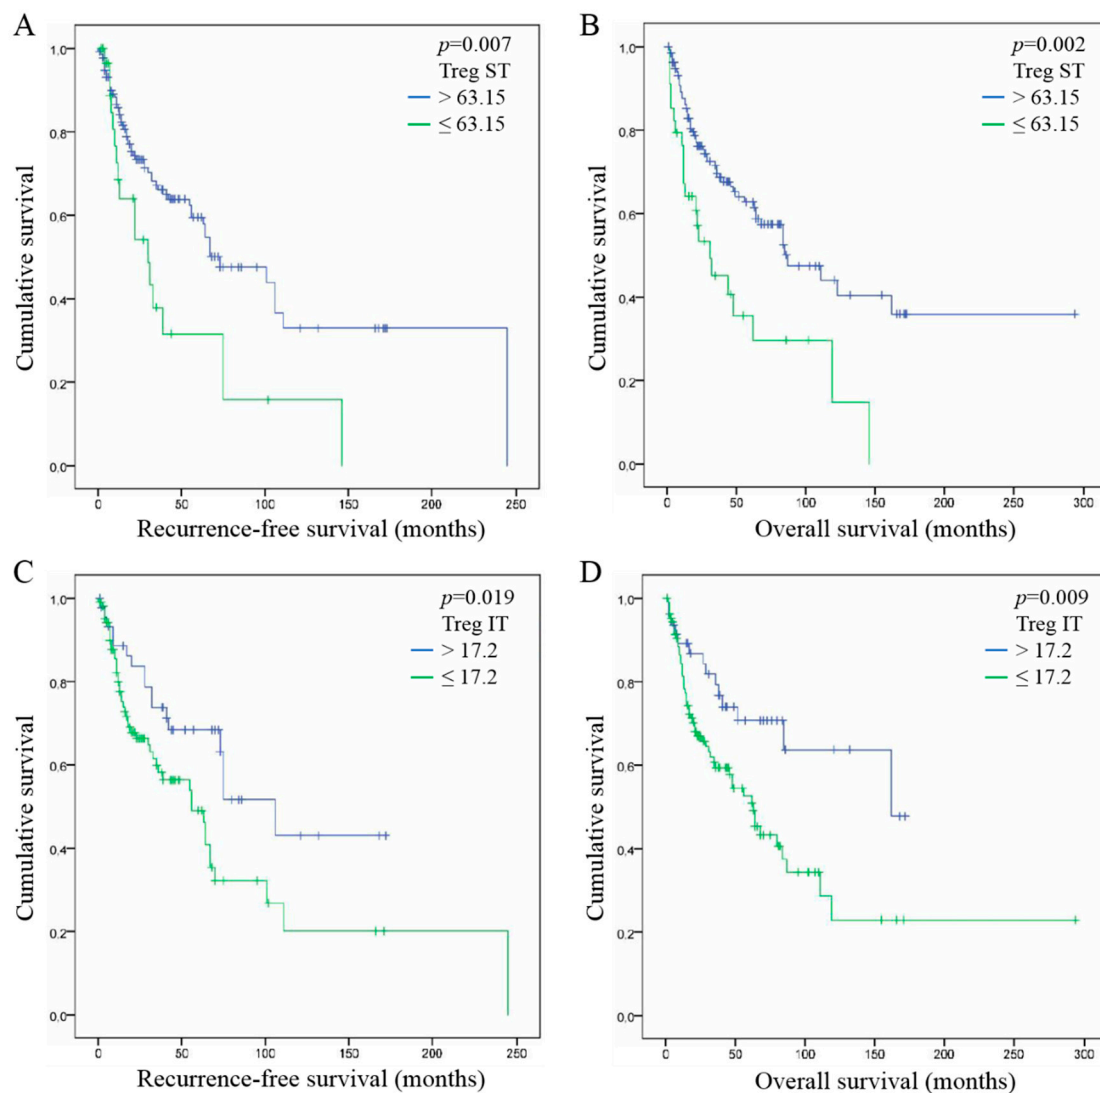 A
p=0.007
Treg ST
> 63.15
≤ 63.15
1.0
0.8
0.6
0.4
0.2
0.0
Cumulative survival
0 50 100 150 200 250
Recurrence-free survival (months)
B
p=0.002
Treg ST
> 63.15
≤ 63.15
1.0
0.8
0.6
0.4
0.2
0.0
Cumulative survival
0 50 100 150 200 250 300
Overall survival (months)
C
p=0.019
Treg IT
> 17.2
≤ 17.2
1.0
0.8
0.6
0.4
0.2
0.0
Cumulative survival
0 50 100 150 200 250
Recurrence-free survival (months)
D
p=0.009
Treg IT
> 17.2
≤ 17.2
1.0
0.8
0.6
0.4
0.2
0.0
Cumulative survival
0 50 100 150 200 250 300
Overall survival (months)